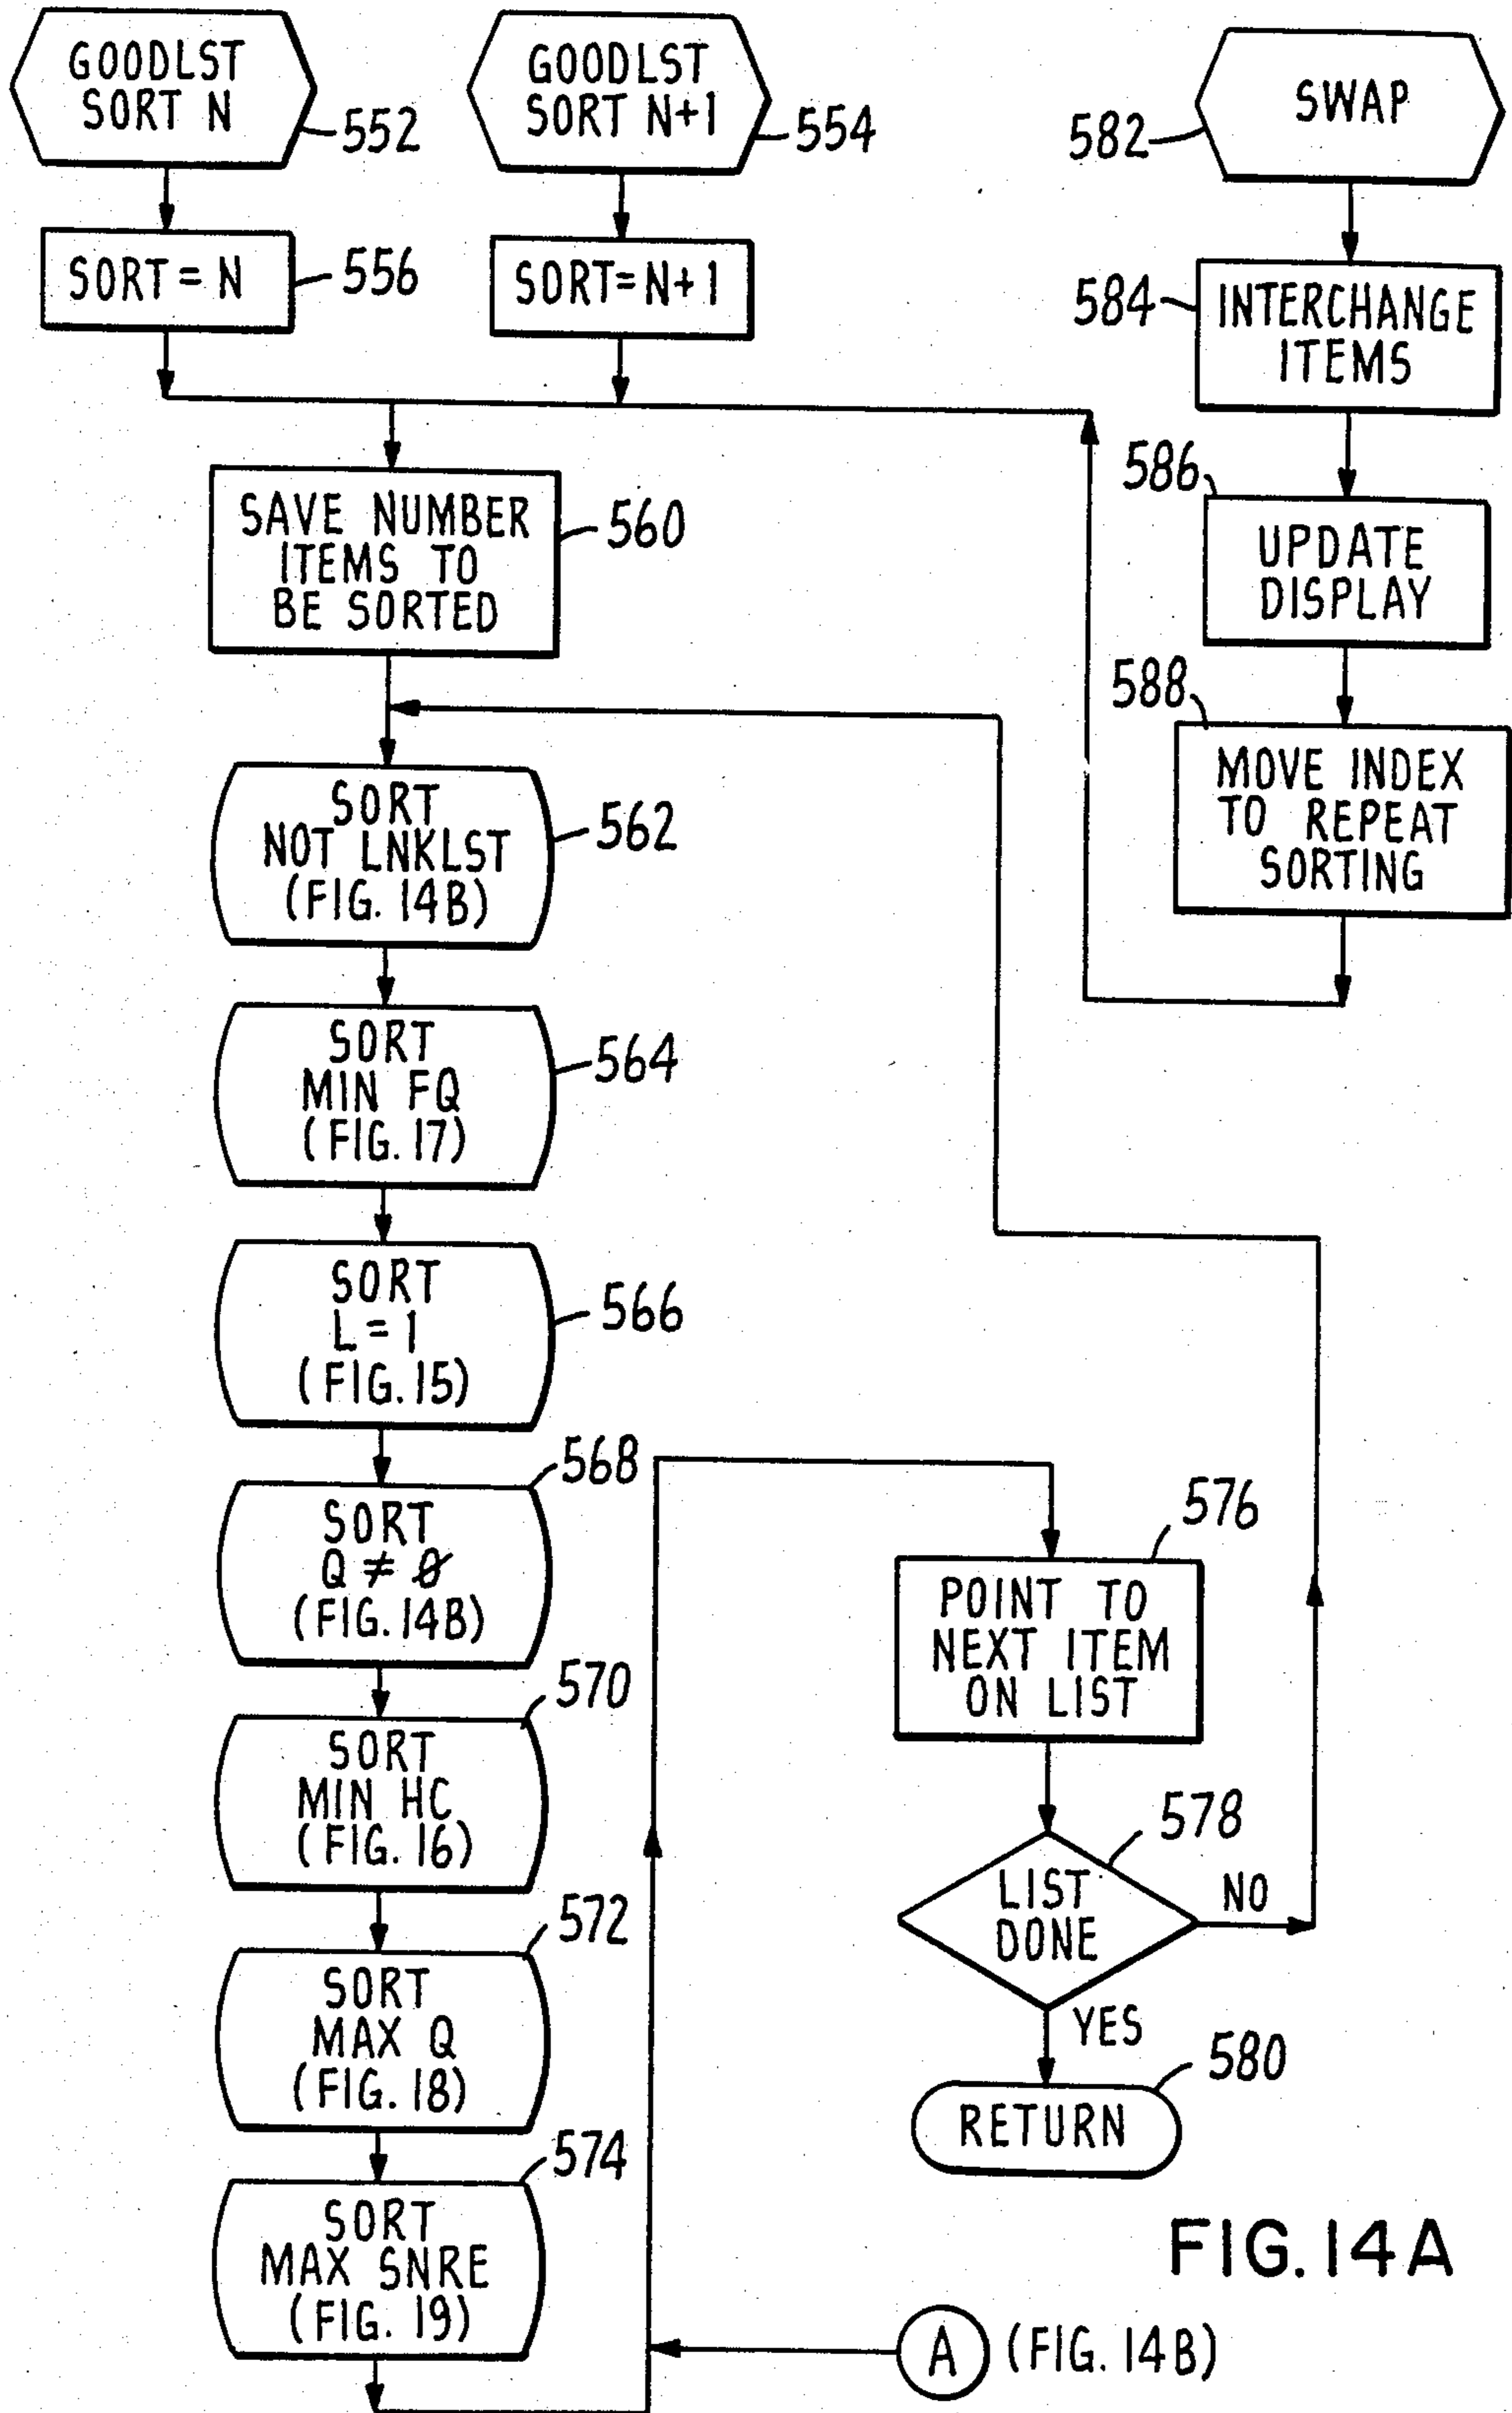 GOODLST
SORT N
552
GOODLST
SORT N+1
554
582
SWAP
SORT = N
556
SORT=N+1
584
INTERCHANGE
ITEMS
SAVE NUMBER
ITEMS TO
BE SORTED
560
586
UPDATE
DISPLAY
588
MOVE INDEX
TO REPEAT
SORTING
SORT
NOT LNKLST
(FIG. 14B)
562
SORT
MIN FQ
(FIG. 17)
564
SORT
L = 1
(FIG. 15)
566
568
SORT
Q ≠ 0
(FIG. 14B)
570
SORT
MIN HC
(FIG. 16)
572
SORT
MAX Q
(FIG. 18)
574
SORT
MAX SNRE
(FIG. 19)
576
POINT TO
NEXT ITEM
ON LIST
578
LIST
DONE
NO
YES
580
RETURN
FIG. 14A
A (FIG. 14B)